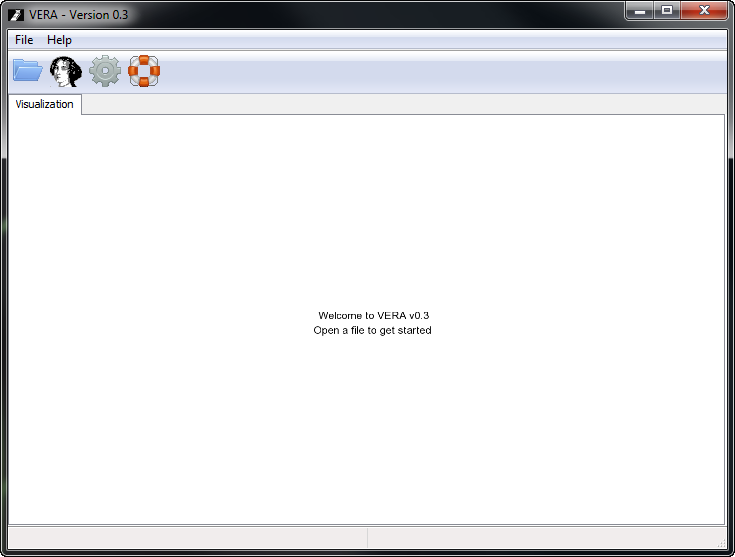 VERA - Version 0.3
File Help
Visualization
Welcome to VERA v0.3
Open a file to get started